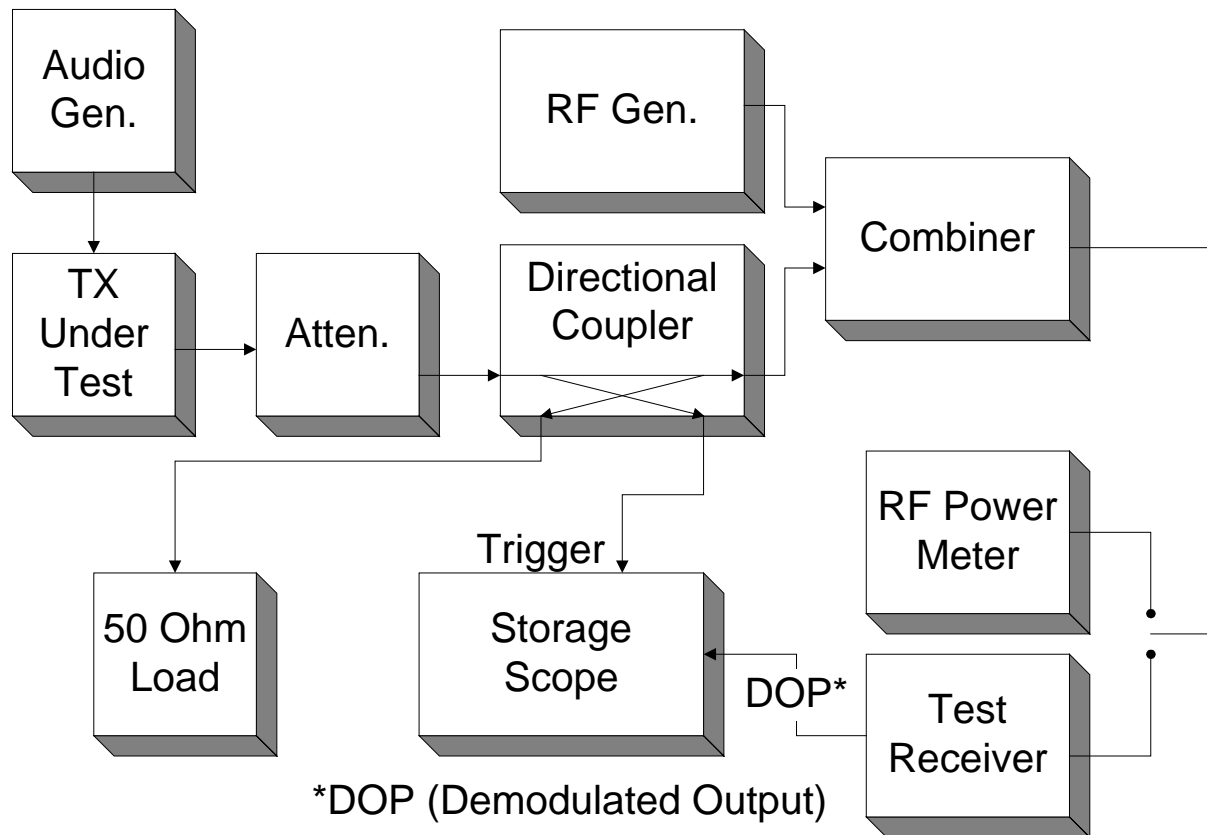 Audio
Gen.
RF Gen.
Combiner
TX
Under
Test
Atten.
Directional
Coupler
RF Power
Meter
Trigger
50 Ohm
Load
Storage
Scope
DOP*
Test
Receiver
*DOP (Demodulated Output)